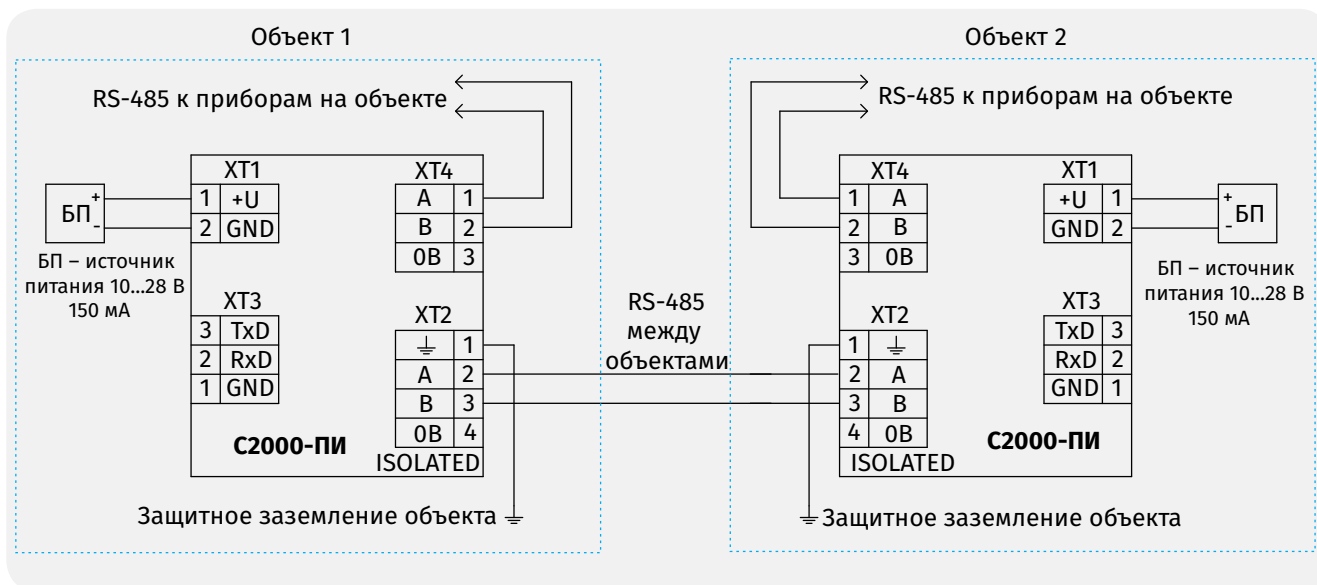 Объект 1
RS-485 к приборам на объекте
XT1
1 +U
2 GND
XT4
A 1
B 2
0B 3
БП
+
-
БП – источник
питания 10...28 В
150 мА
XT3
3 TxD
2 RxD
1 GND
XT2
⏚ 1
A 2
B 3
0B 4
С2000-ПИ
ISOLATED
Защитное заземление объекта
RS-485
между
объектами
Объект 2
RS-485 к приборам на объекте
XT4
1 A
2 B
3 0B
XT1
+U 1
GND 2
+
-
БП
БП – источник
питания 10...28 В
150 мА
XT2
1 ⏚
2 A
3 B
4 0B
XT3
TxD 3
RxD 2
GND 1
С2000-ПИ
ISOLATED
Защитное заземление объекта